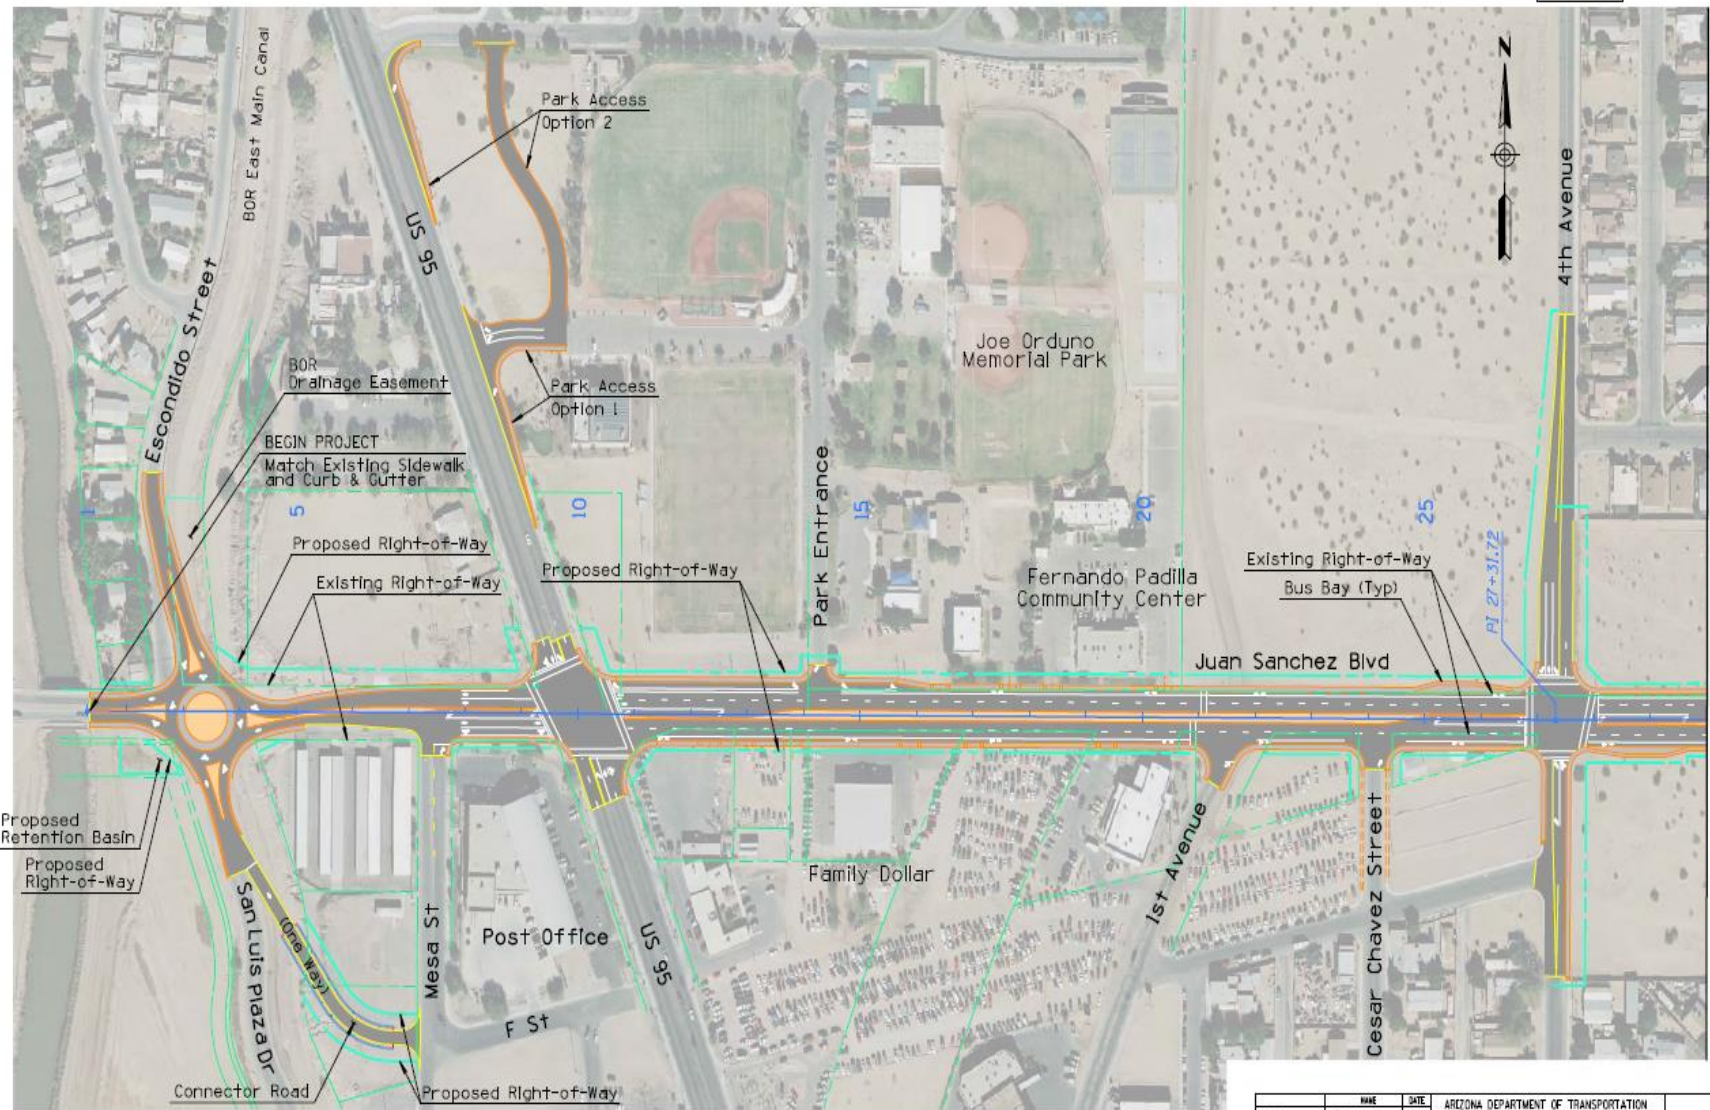 BOR East Main Canal
Park Access
Option 2
N
4th Avenue
US 95
Escondido Street
Joe Orduno
Memorial Park
BOR
Drainage Easement
Park Access
Option 1
BEGIN PROJECT
Match Existing Sidewalk
and Curb & Gutter
Park Entrance
1
5
10
15
20
25
PI 27+31.72
Proposed Right-of-Way
Existing Right-of-Way
Proposed Right-of-Way
Fernando Padilla
Community Center
Existing Right-of-Way
Bus Bay (Typ)
Juan Sanchez Blvd
Proposed
Retention Basin
Proposed
Right-of-Way
San Luis Plaza Dr
(One Way)
Mesa St
Post Office
US 95
Family Dollar
1st Avenue
Cesar Chavez Street
F St
Connector Road
Proposed Right-of-Way
NAME
DATE
ARIZONA DEPARTMENT OF TRANSPORTATION